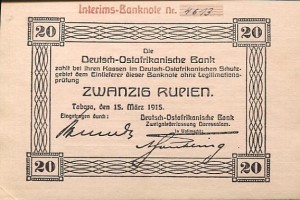 Interims-Banknote Nr. 4613
20 20
Die
Deutsch-Ostafrikanische Bank
zahlt bei ihren Kassen im Deutsch-Ostafrikanischen Schutz-
gebiet dem Einlieferer dieser Banknote ohne Legitimations-
prüfung
ZWANZIG RUPIEN.
Tabora, den 15. März 1915.
Eingetragen durch: Deutsch-Ostafrikanische Bank
Zweigniederlassung Daressalam.
In Vollmacht:
20 20